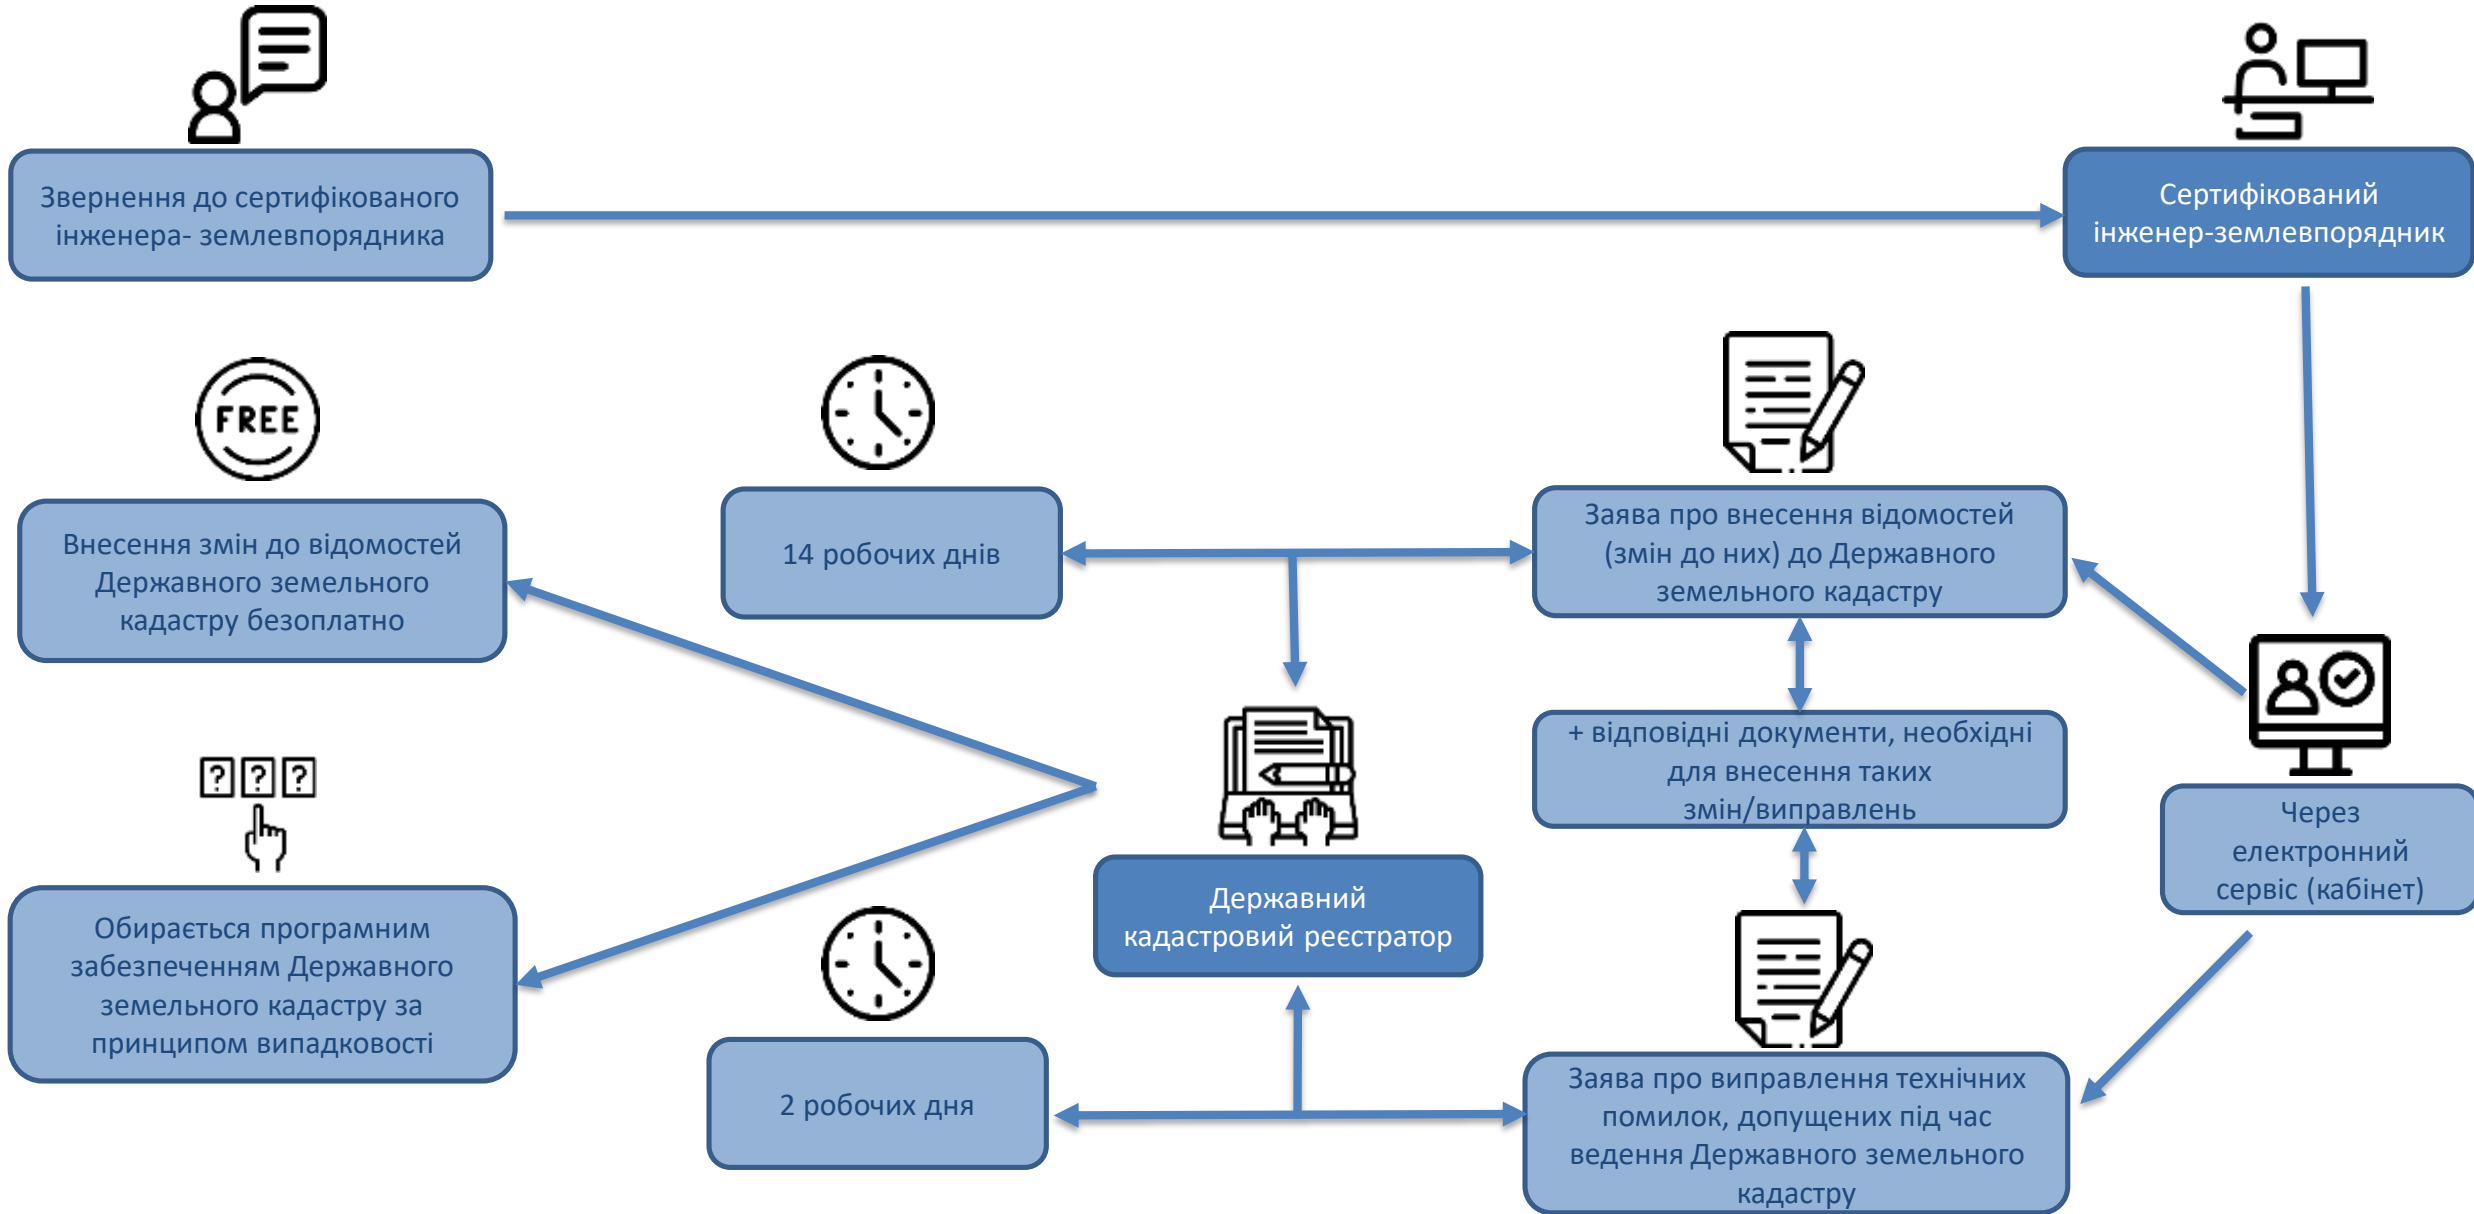 Звернення до сертифікованого
інженера- землевпорядника
Сертифікований
інженер-землевпорядник
FREE
Внесення змін до відомостей
Державного земельного
кадастру безоплатно
14 робочих днів
Заява про внесення відомостей
(змін до них) до Державного
земельного кадастру
+ відповідні документи, необхідні
для внесення таких
змін/виправлень
Через
електронний
сервіс (кабінет)
? ? ?
Обирається програмним
забезпеченням Державного
земельного кадастру за
принципом випадковості
Державний
кадастровий реєстратор
2 робочих дня
Заява про виправлення технічних
помилок, допущених під час
ведення Державного земельного
кадастру